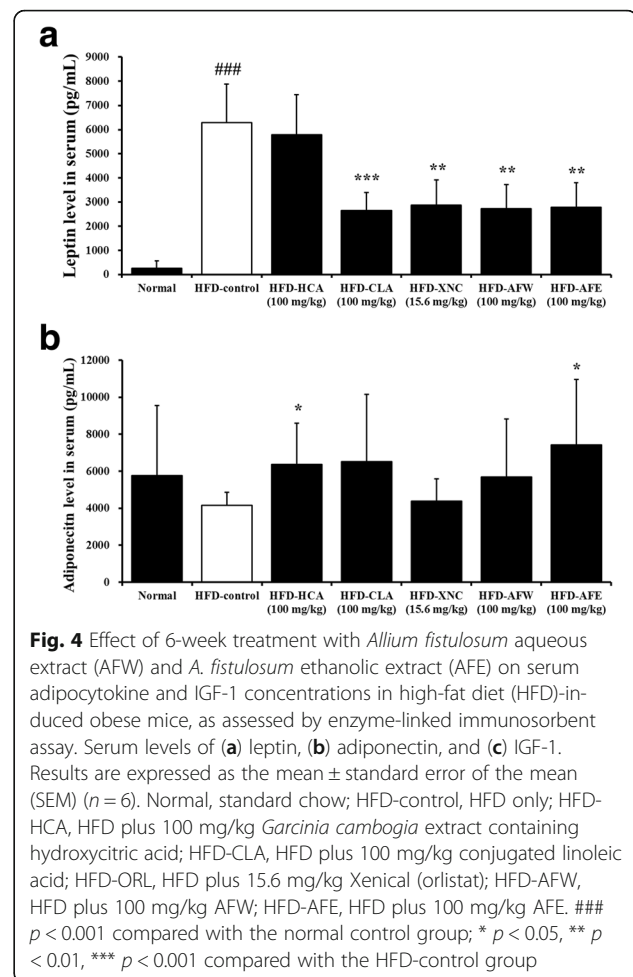 a
###
***
**
**
**
Leptin level in serum (pg/mL)
9000
8000
7000
6000
5000
4000
3000
2000
1000
0
Normal HFD-control HFD-HCA HFD-CLA HFD-XNC HFD-AFW HFD-AFE
(100 mg/kg) (100 mg/kg) (15.6 mg/kg) (100 mg/kg) (100 mg/kg)
b
*
*
Adiponecitn level in serum (pg/mL)
12000
10000
8000
6000
4000
2000
0
Normal HFD-control HFD-HCA HFD-CLA HFD-XNC HFD-AFW HFD-AFE
(100 mg/kg) (100 mg/kg) (15.6 mg/kg) (100 mg/kg) (100 mg/kg)
Fig. 4 Effect of 6-week treatment with Allium fistulosum aqueous
extract (AFW) and A. fistulosum ethanolic extract (AFE) on serum
adipocytokine and IGF-1 concentrations in high-fat diet (HFD)-in-
duced obese mice, as assessed by enzyme-linked immunosorbent
assay. Serum levels of (a) leptin, (b) adiponectin, and (c) IGF-1.
Results are expressed as the mean ± standard error of the mean
(SEM) (n = 6). Normal, standard chow; HFD-control, HFD only; HFD-
HCA, HFD plus 100 mg/kg Garcinia cambogia extract containing
hydroxycitric acid; HFD-CLA, HFD plus 100 mg/kg conjugated linoleic
acid; HFD-ORL, HFD plus 15.6 mg/kg Xenical (orlistat); HFD-AFW,
HFD plus 100 mg/kg AFW; HFD-AFE, HFD plus 100 mg/kg AFE. ###
p < 0.001 compared with the normal control group; * p < 0.05, ** p
< 0.01, *** p < 0.001 compared with the HFD-control group